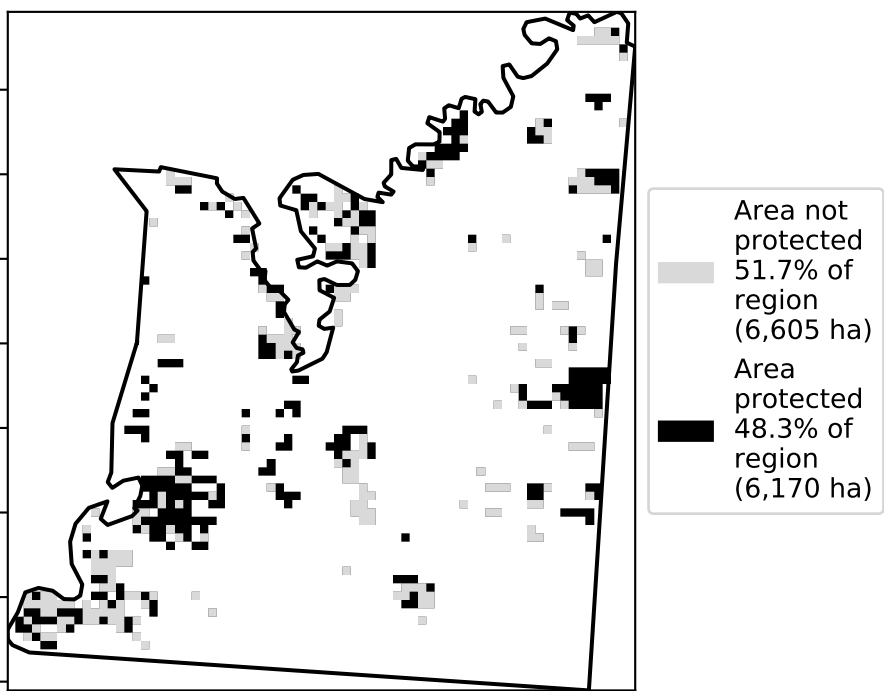 Area not
protected
51.7% of
region
(6,605 ha)
Area
protected
48.3% of
region
(6,170 ha)